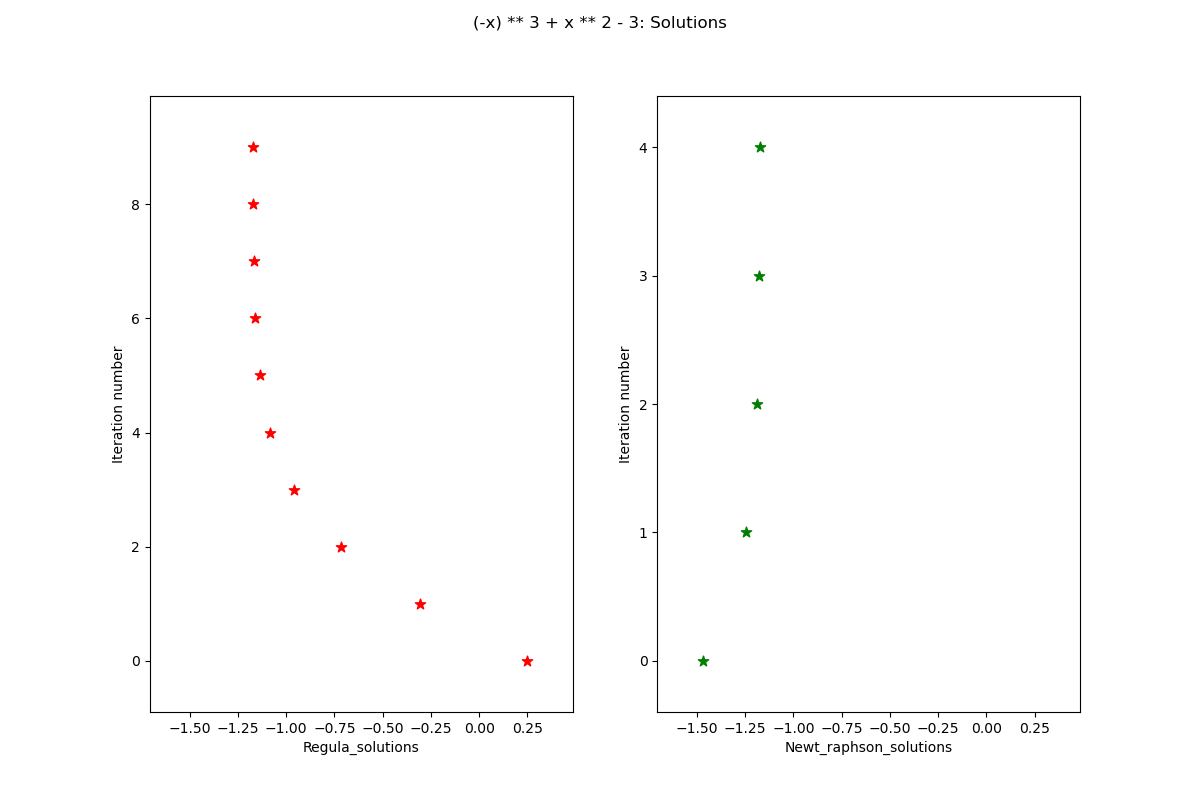 (-x) ** 3 + x ** 2 - 3: Solutions
8
6
4
2
0
Iteration number
−1.50 −1.25 −1.00 −0.75 −0.50 −0.25 0.00 0.25
Regula_solutions
4
3
2
1
0
Iteration number
−1.50 −1.25 −1.00 −0.75 −0.50 −0.25 0.00 0.25
Newt_raphson_solutions